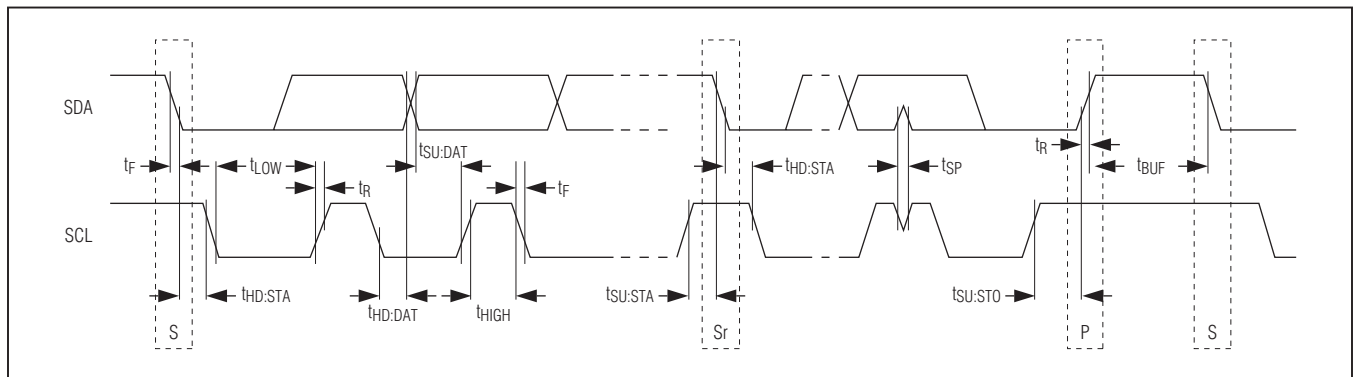 SDA
tF
tLOW
tR
tSU:DAT
tF
tHD:STA
tSP
tR
tBUF
SCL
tHD:STA
tHD:DAT
tHIGH
tSU:STA
tSU:STO
S
Sr
P
S